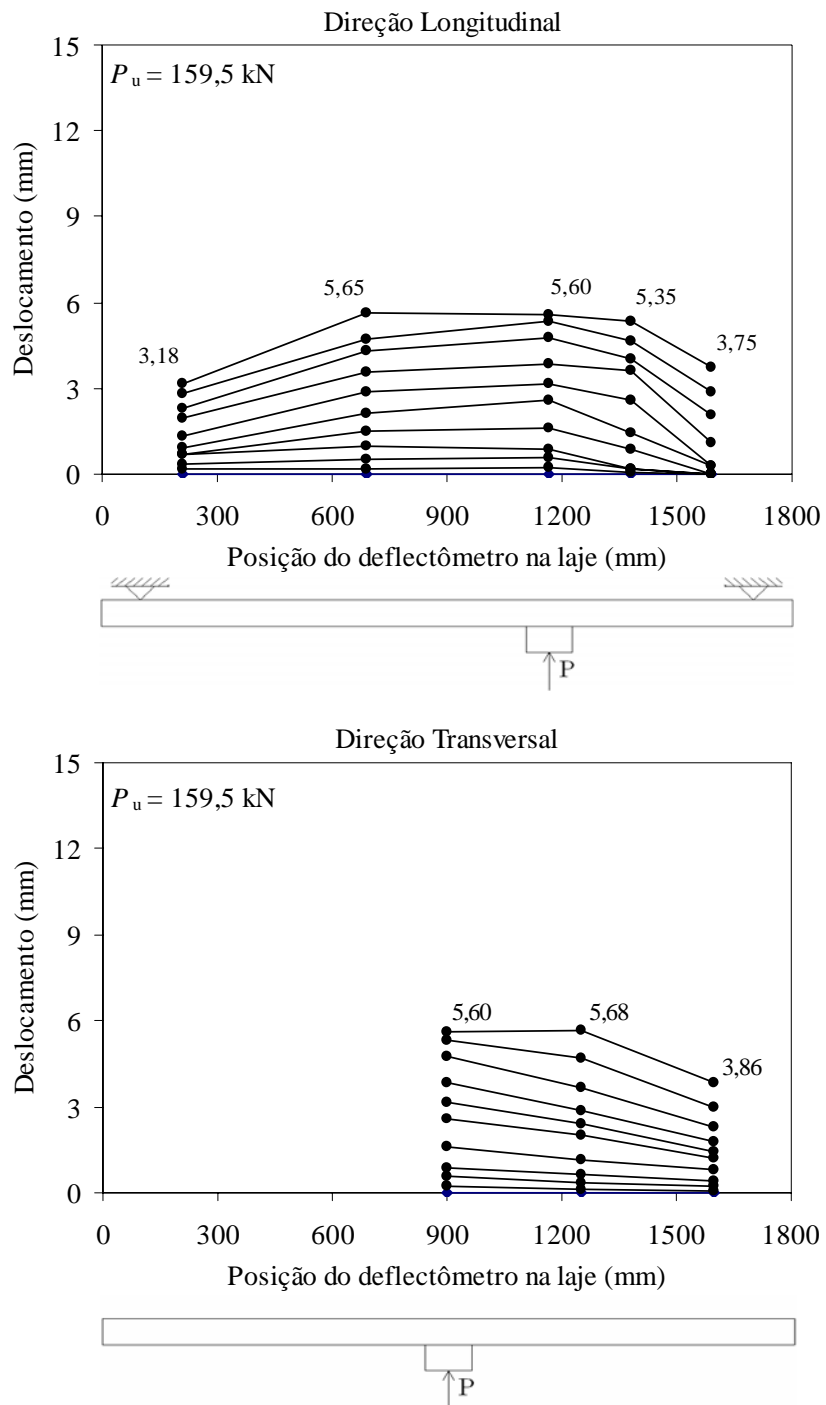 Direção Longitudinal
15
P u = 159,5 kN
12
9
6
3
0
Deslocamento (mm)
3,18
5,65
5,60
5,35
3,75
0 300 600 900 1200 1500 1800
Posição do deflectômetro na laje (mm)
P
Direção Transversal
15
P u = 159,5 kN
12
9
6
3
0
Deslocamento (mm)
5,60
5,68
3,86
0 300 600 900 1200 1500 1800
Posição do deflectômetro na laje (mm)
P